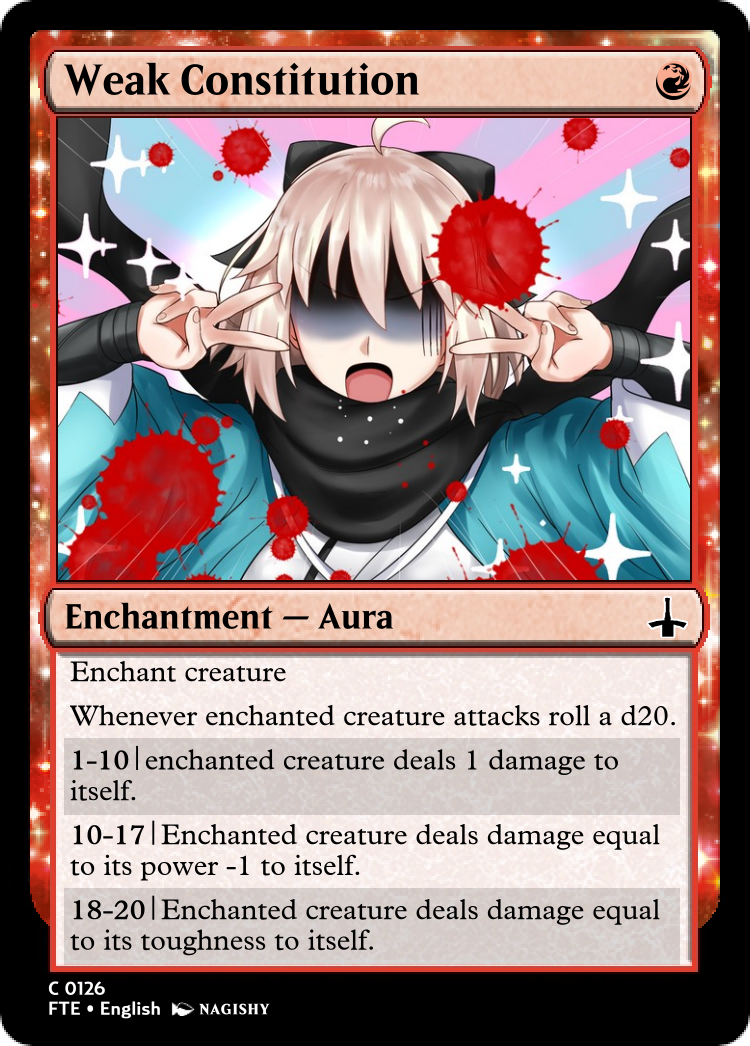 Weak Constitution
Enchantment — Aura
Enchant creature
Whenever enchanted creature attacks roll a d20.
1-10|enchanted creature deals 1 damage to
itself.
10-17|Enchanted creature deals damage equal
to its power -1 to itself.
18-20|Enchanted creature deals damage equal
to its toughness to itself.
C 0126
FTE • English NAGISHY